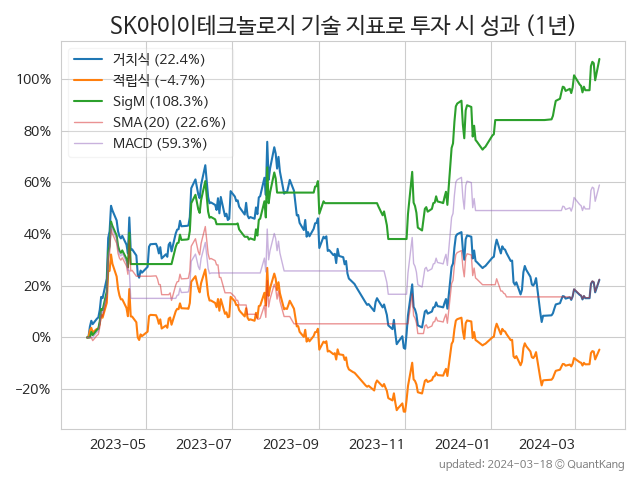 SK아이이테크놀로지 기술 지표로 투자 시 성과 (1년)
거치식 (22.4%)
적립식 (−4.7%)
SigM (108.3%)
SMA(20) (22.6%)
MACD (59.3%)
100%
80%
60%
40%
20%
0%
−20%
2023-05
2023-07
2023-09
2023-11
2024-01
2024-03
updated: 2024-03-18 © QuantKang